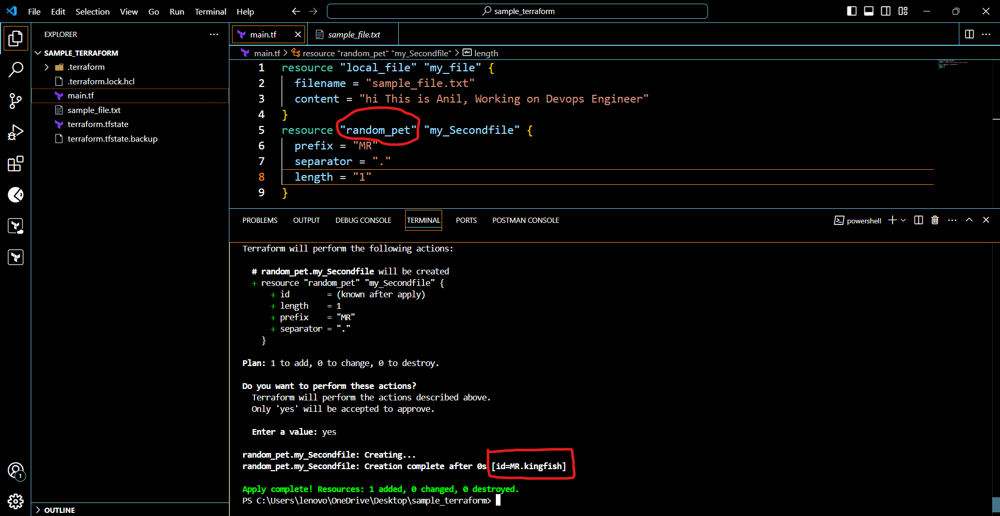 File Edit Selection View Go Run Terminal Help
sample_terraform
EXPLORER
SAMPLE_TERRAFORM
.terraform
.terraform.lock.hcl
main.tf
sample_file.txt
terraform.tfstate
terraform.tfstate.backup
1
OUTLINE
main.tf
sample_file.txt
main.tf > resource "random_pet" "my_Secondfile" > abc length
1 resource "local_file" "my_file" {
2 filename = "sample_file.txt"
3 content = "hi This is Anil, Working on Devops Engineer"
4 }
5 resource "random_pet" "my_Secondfile" {
6 prefix = "MR"
7 separator = "."
8 length = "1"
9 }
PROBLEMS OUTPUT DEBUG CONSOLE TERMINAL PORTS POSTMAN CONSOLE
powershell
Terraform will perform the following actions:
# random_pet.my_Secondfile will be created
+ resource "random_pet" "my_Secondfile" {
+ id = (known after apply)
+ length = 1
+ prefix = "MR"
+ separator = "."
}
Plan: 1 to add, 0 to change, 0 to destroy.
Do you want to perform these actions?
Terraform will perform the actions described above.
Only 'yes' will be accepted to approve.
Enter a value: yes
random_pet.my_Secondfile: Creating...
random_pet.my_Secondfile: Creation complete after 0s [id=MR.kingfish]
Apply complete! Resources: 1 added, 0 changed, 0 destroyed.
PS C:\Users\lenovo\OneDrive\Desktop\sample_terraform>